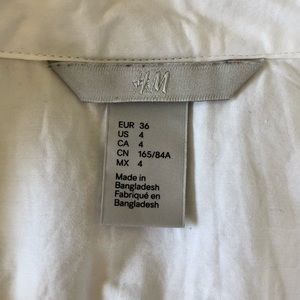 H&M
EUR 36
US 4
CA 4
CN 165/84A
MX 4
Made in
Bangladesh
Fabriqué en
Bangladesh